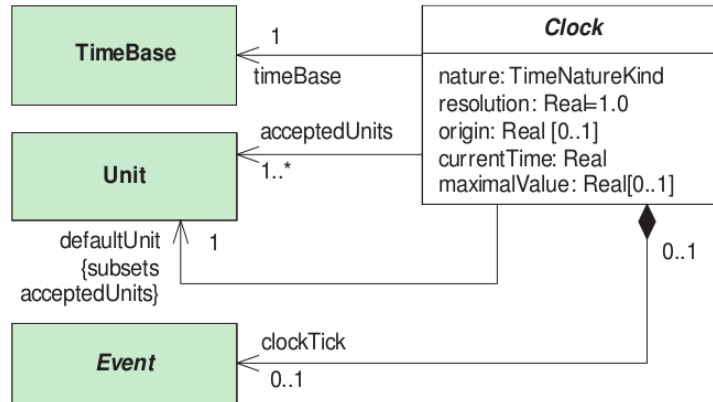 TimeBase
1
timeBase
Clock
nature: TimeNatureKind
resolution: Real=1.0
origin: Real [0..1]
currentTime: Real
maximalValue: Real[0..1]
Unit
acceptedUnits
1..*
defaultUnit
{subsets
acceptedUnits}
1
0..1
Event
clockTick
0..1